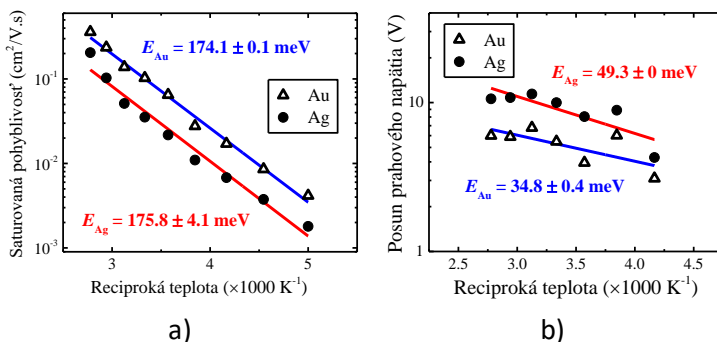 Saturovaná pohyblivosť (cm²/V.s)
10⁻¹
10⁻²
10⁻³
E_Au = 174.1 ± 0.1 meV
Au
Ag
E_Ag = 175.8 ± 4.1 meV
3
4
5
Reciproká teplota (×1000 K⁻¹)
a)
Posun prahového napätia (V)
10
1
Au
Ag
E_Ag = 49.3 ± 0 meV
E_Au = 34.8 ± 0.4 meV
2.5
3.0
3.5
4.0
4.5
Reciproká teplota (×1000 K⁻¹)
b)